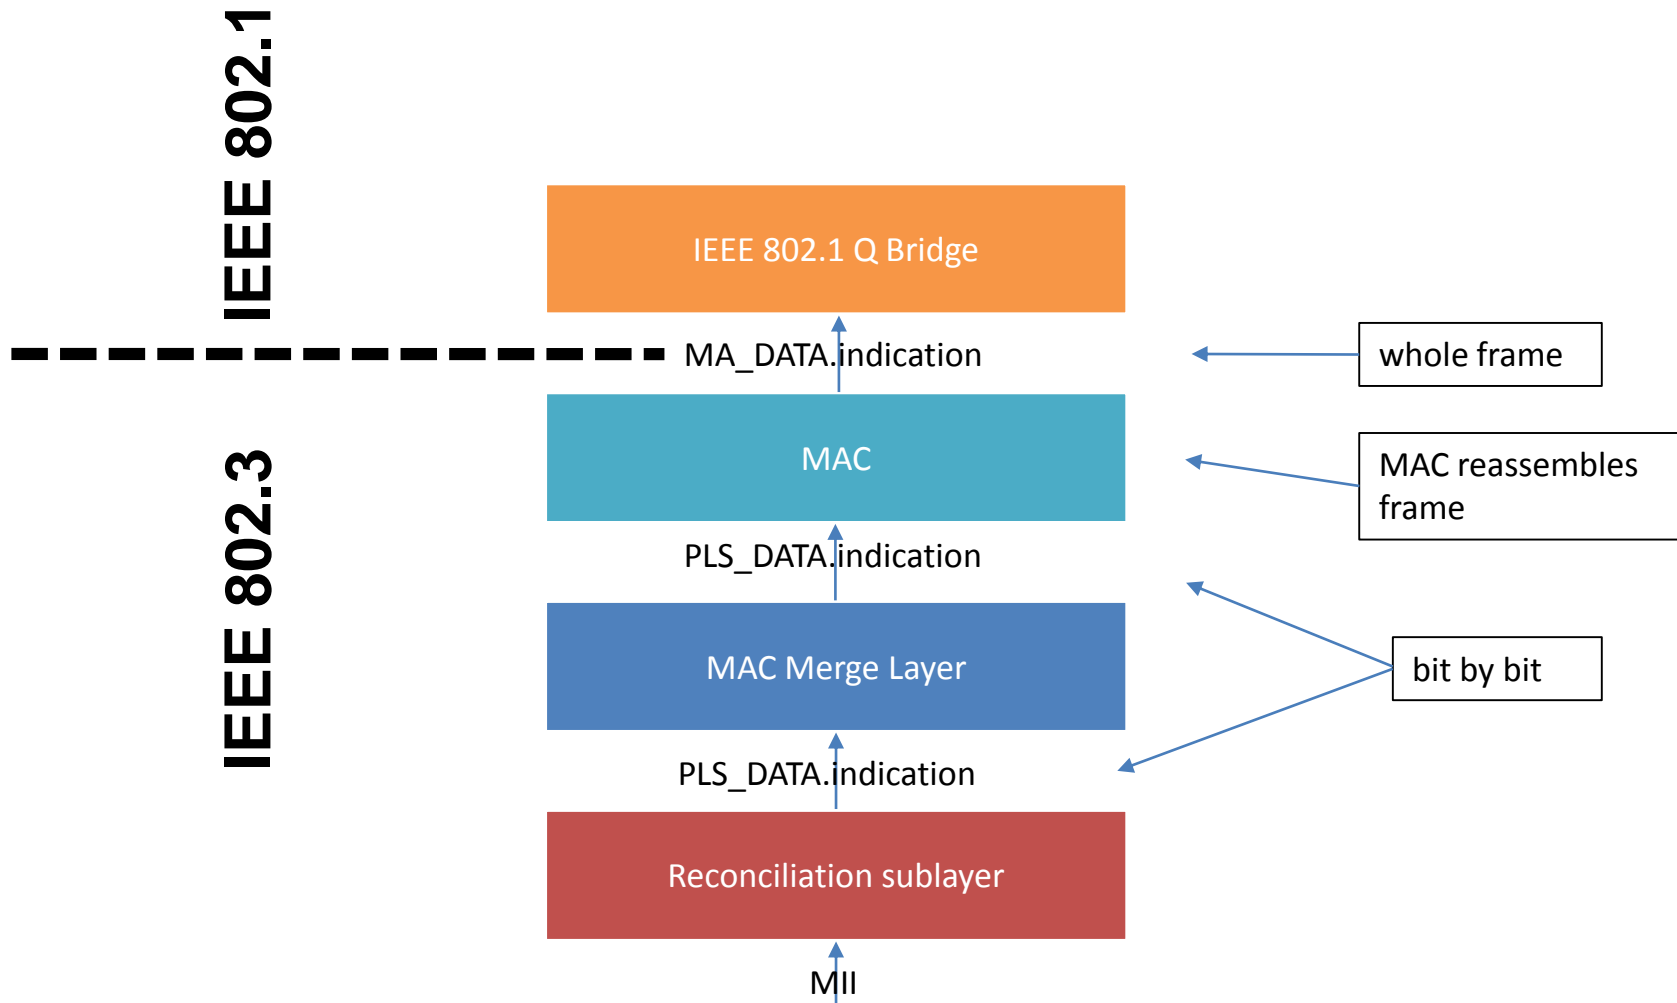 IEEE 802.1
IEEE 802.1 Q Bridge
MA_DATA.indication
whole frame
MAC
MAC reassembles
frame
IEEE 802.3
PLS_DATA.indication
MAC Merge Layer
bit by bit
PLS_DATA.indication
Reconciliation sublayer
MII